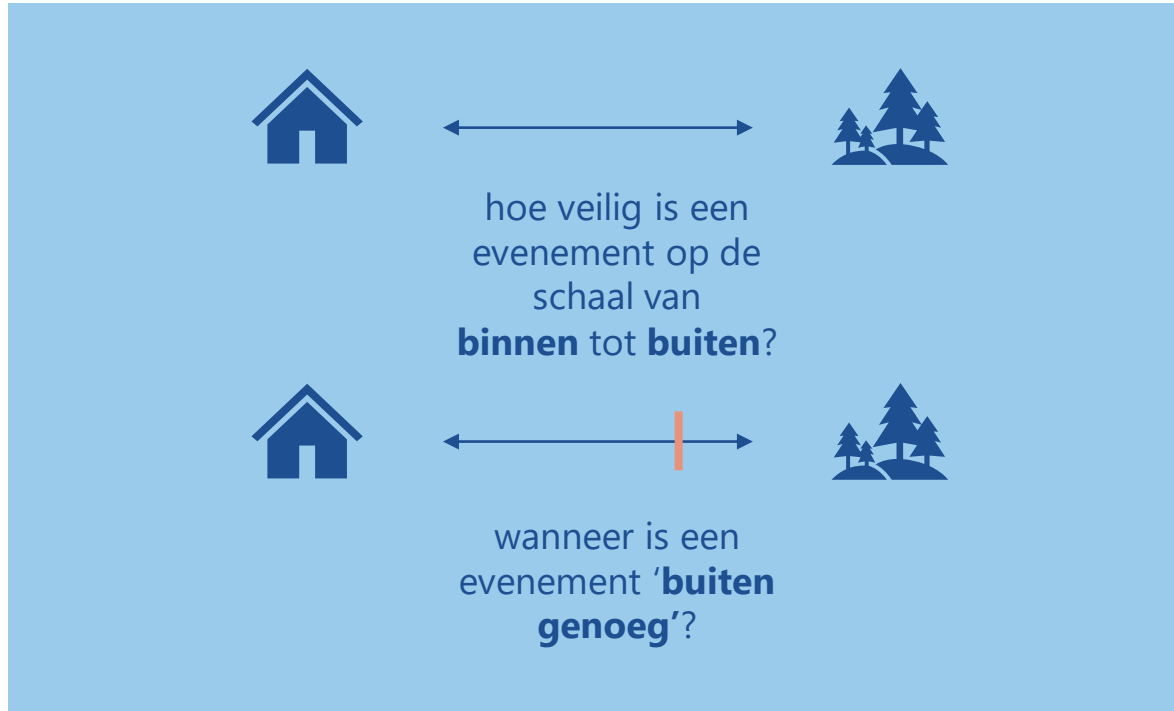 hoe veilig is een
evenement op de
schaal van
binnen tot buiten?
wanneer is een
evenement ‘buiten
genoeg’?